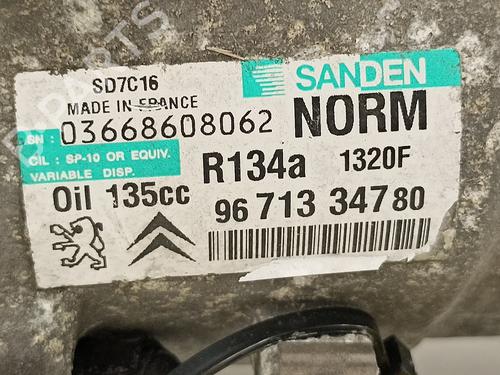 SD7C16
SANDEN
MADE IN FRANCE
NORM
SN: 03668608062
OIL : SP-10 OR EQUIV.
VARIABLE DISP.
R134a 1320F
Oil 135cc
96 713 347 80